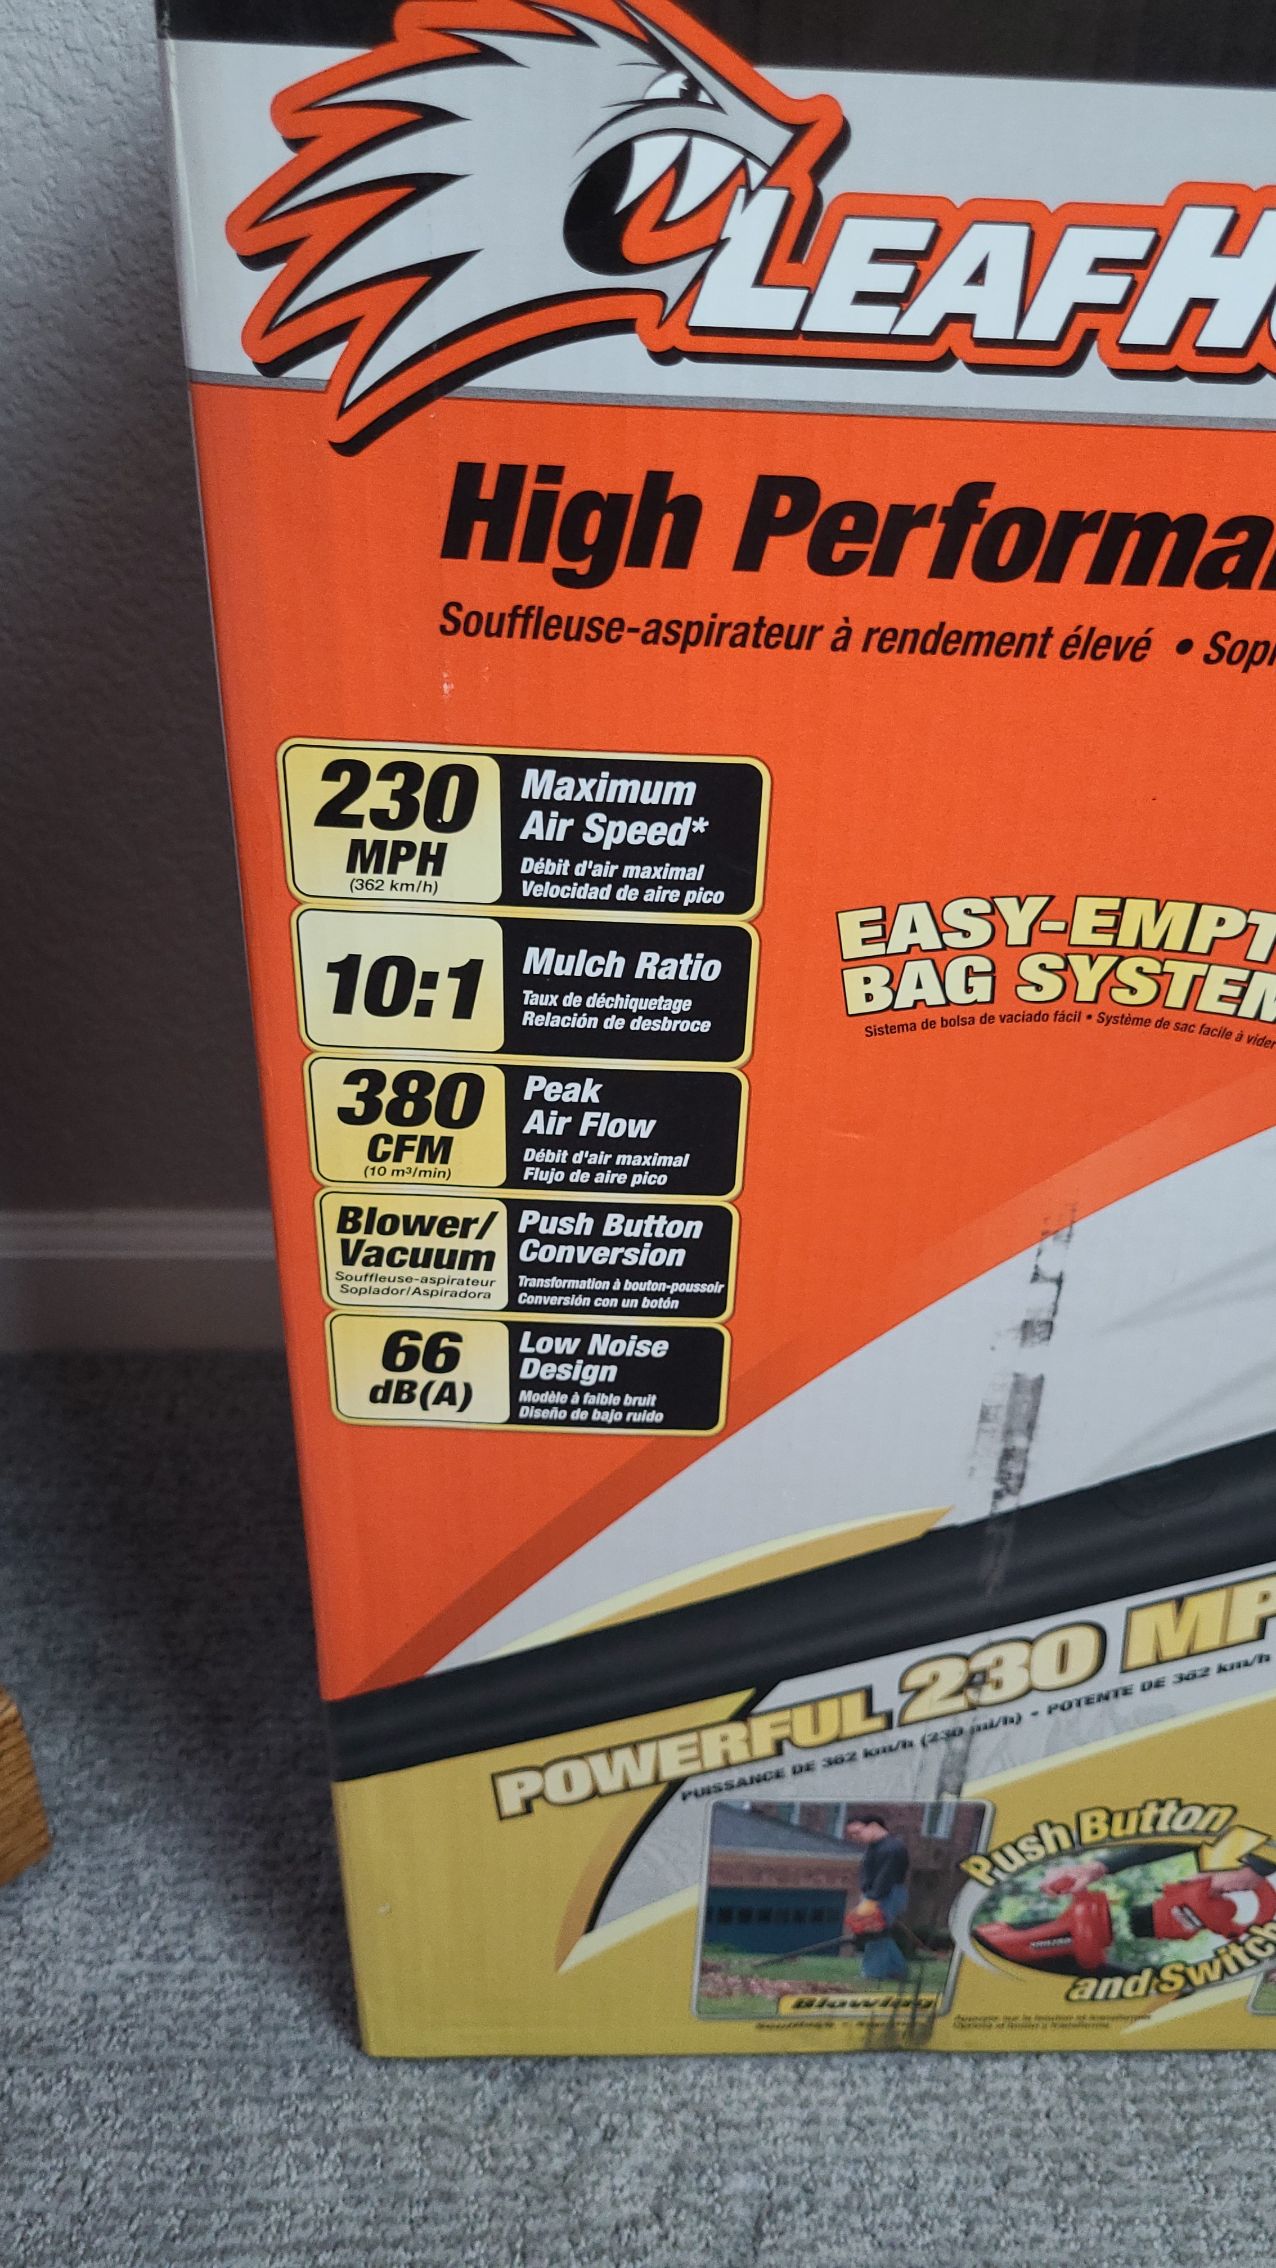 LEAFH
High Performa
Souffleuse-aspirateur à rendement élevé • Sopl
230
MPH
(362 km/h)
Maximum
Air Speed*
Débit d'air maximal
Velocidad de aire pico
10:1
Mulch Ratio
Taux de déchiquetage
Relación de desbroce
380
CFM
(10 m³/min)
Peak
Air Flow
Débit d'air maximal
Flujo de aire pico
Blower/
Vacuum
Souffleuse-aspirateur
Soplador/Aspiradora
Push Button
Conversion
Transformation à bouton-poussoir
Conversión con un botón
66
dB(A)
Low Noise
Design
Modèle à faible bruit
Diseño de bajo ruido
EASY-EMPT
BAG SYSTEM
Sistema de bolsa de vaciado fácil • Système de sac facile à vider
POWERFUL 230 MP
PUISSANCE DE 362 km/h (230 mi/h) • POTENTE DE 362 km/h
Push Button
and Switch
Blowing